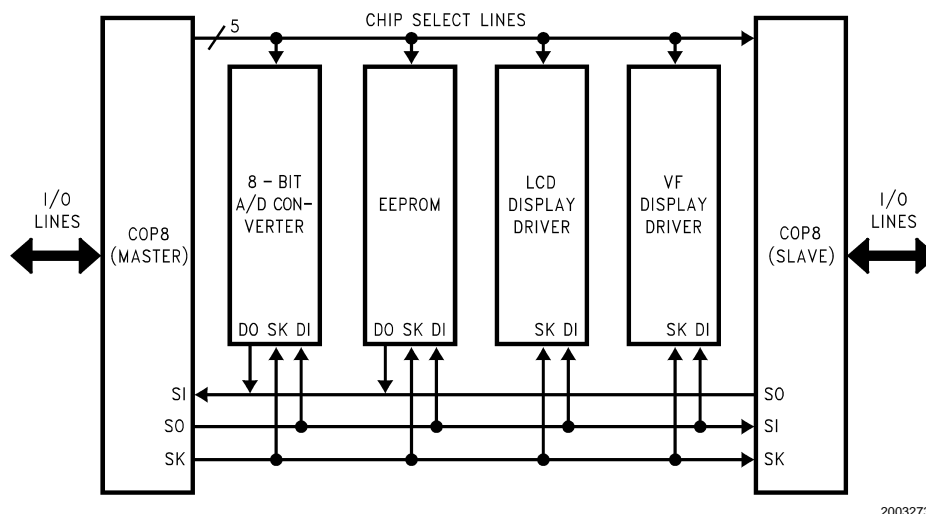 CHIP SELECT LINES
5
I/O
LINES
COP8
(MASTER)
8 – BIT
A/D CON-
VERTER
EEPROM
LCD
DISPLAY
DRIVER
VF
DISPLAY
DRIVER
COP8
(SLAVE)
I/O
LINES
DO SK DI
DO SK DI
SK DI
SK DI
SI
SO
SO
SI
SK
SK